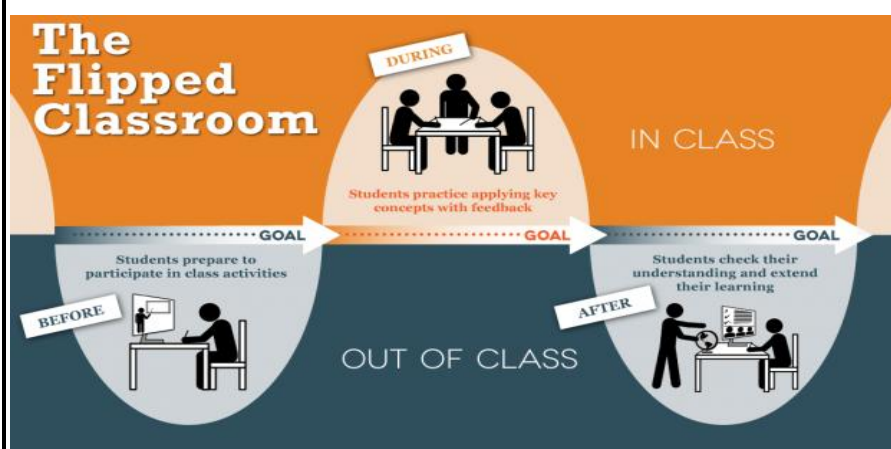 The
Flipped
Classroom
DURING
IN CLASS
Students practice applying key
concepts with feedback
GOAL
GOAL
GOAL
Students prepare to
participate in class activities
BEFORE
Students check their
understanding and extend
their learning
AFTER
OUT OF CLASS